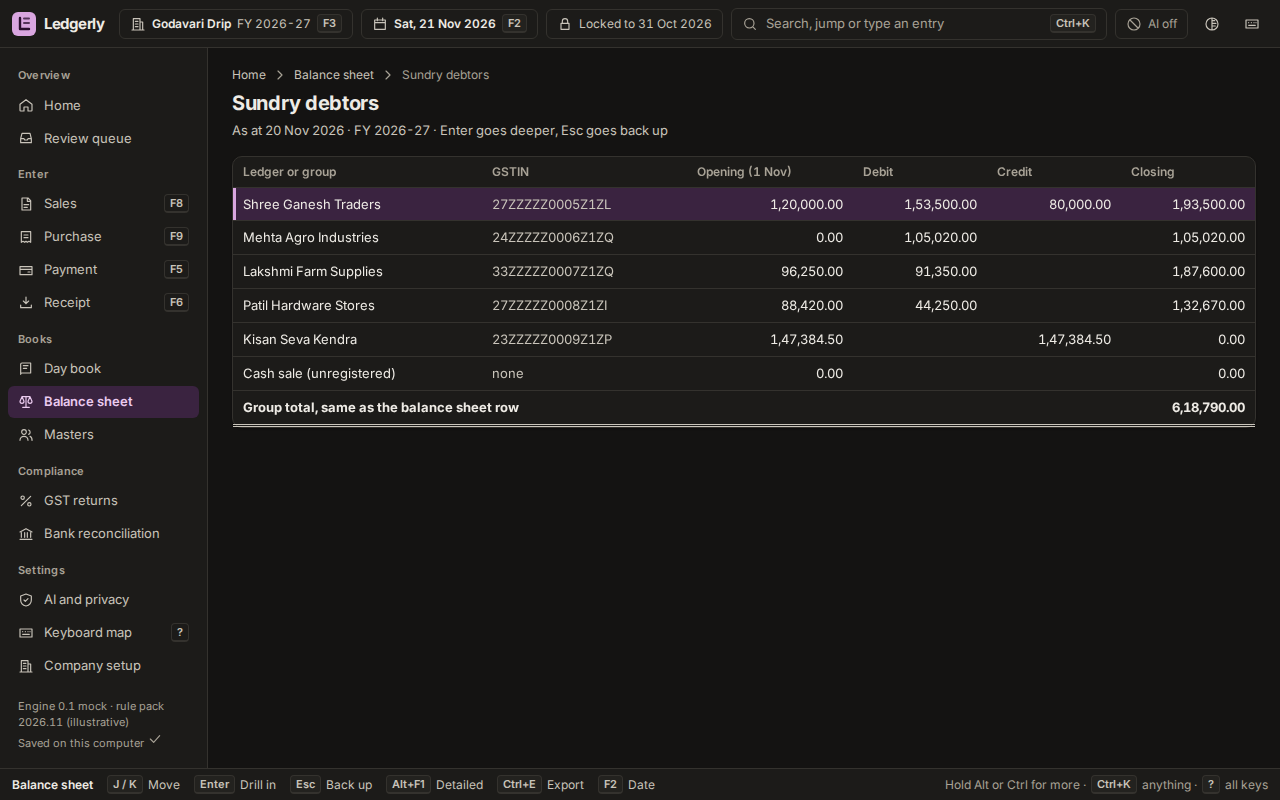 Ledgerly
Godavari Drip FY 2026-27 F3
Sat, 21 Nov 2026 F2
Locked to 31 Oct 2026
Search, jump or type an entry Ctrl+K
AI off
Overview
Home
Review queue
Enter
Sales F8
Purchase F9
Payment F5
Receipt F6
Books
Day book
Balance sheet
Masters
Compliance
GST returns
Bank reconciliation
Settings
AI and privacy
Keyboard map ?
Company setup
Engine 0.1 mock · rule pack
2026.11 (illustrative)
Saved on this computer
Home Balance sheet Sundry debtors
Sundry debtors
As at 20 Nov 2026 · FY 2026-27 · Enter goes deeper, Esc goes back up
Ledger or group GSTIN Opening (1 Nov) Debit Credit Closing
Shree Ganesh Traders 27ZZZZZ0005Z1ZL 1,20,000.00 1,53,500.00 80,000.00 1,93,500.00
Mehta Agro Industries 24ZZZZZ0006Z1ZQ 0.00 1,05,020.00 1,05,020.00
Lakshmi Farm Supplies 33ZZZZZ0007Z1ZQ 96,250.00 91,350.00 1,87,600.00
Patil Hardware Stores 27ZZZZZ0008Z1ZI 88,420.00 44,250.00 1,32,670.00
Kisan Seva Kendra 23ZZZZZ0009Z1ZP 1,47,384.50 1,47,384.50 0.00
Cash sale (unregistered) none 0.00 0.00
Group total, same as the balance sheet row 6,18,790.00
Balance sheet J / K Move Enter Drill in Esc Back up Alt+F1 Detailed Ctrl+E Export F2 Date
Hold Alt or Ctrl for more · Ctrl+K anything · ? all keys